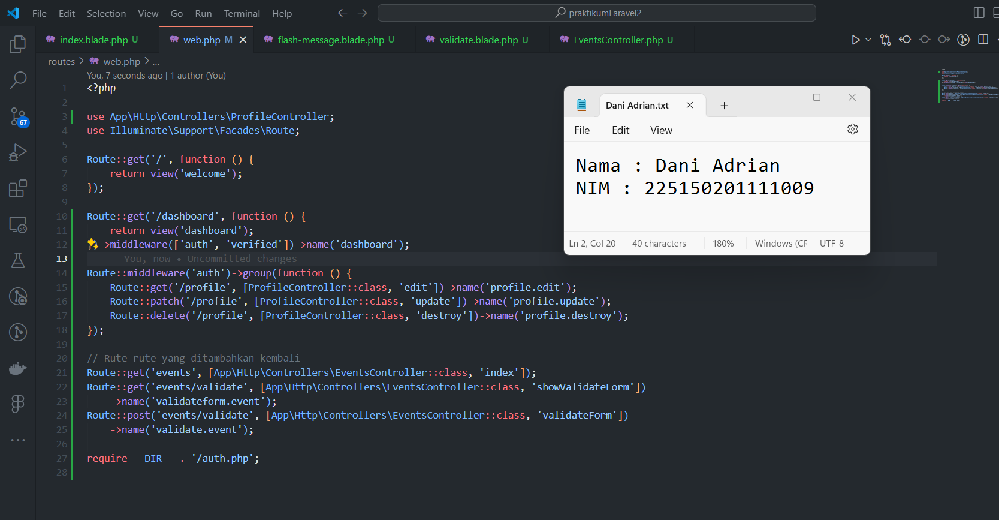 File Edit Selection View Go Run Terminal Help
praktikumLaravel2
index.blade.php U
web.php M
flash-message.blade.php U
validate.blade.php U
EventsController.php U
routes > web.php > ...
You, 7 seconds ago | 1 author (You)
1 <?php
2
3 use App\Http\Controllers\ProfileController;
4 use Illuminate\Support\Facades\Route;
5
6 Route::get('/', function () {
7 return view('welcome');
8 });
9
10 Route::get('/dashboard', function () {
11 return view('dashboard');
12 })->middleware(['auth', 'verified'])->name('dashboard');
13 You, now • Uncommitted changes
14 Route::middleware('auth')->group(function () {
15 Route::get('/profile', [ProfileController::class, 'edit'])->name('profile.edit');
16 Route::patch('/profile', [ProfileController::class, 'update'])->name('profile.update');
17 Route::delete('/profile', [ProfileController::class, 'destroy'])->name('profile.destroy');
18 });
19
20 // Rute-rute yang ditambahkan kembali
21 Route::get('events', [App\Http\Controllers\EventsController::class, 'index']);
22 Route::get('events/validate', [App\Http\Controllers\EventsController::class, 'showValidateForm'])
23 ->name('validateform.event');
24 Route::post('events/validate', [App\Http\Controllers\EventsController::class, 'validateForm'])
25 ->name('validate.event');
26
27 require __DIR__ . '/auth.php';
28
67
Dani Adrian.txt
File Edit View
Nama : Dani Adrian
NIM : 225150201111009
Ln 2, Col 20 40 characters 180% Windows (CR UTF-8